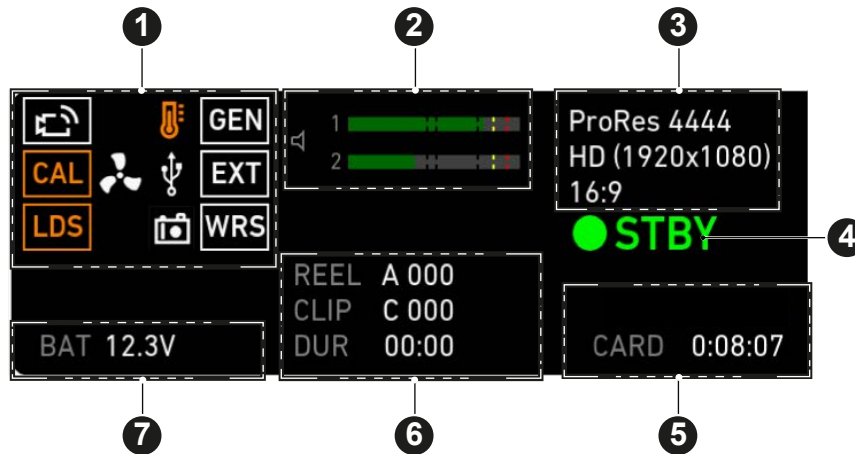 1 2 3
GEN
CAL EXT
LDS WRS
1
2
ProRes 4444
HD (1920x1080)
16:9
STBY 4
REEL A 000
CLIP C 000
DUR 00:00
BAT 12.3V
CARD 0:08:07
7 6 5